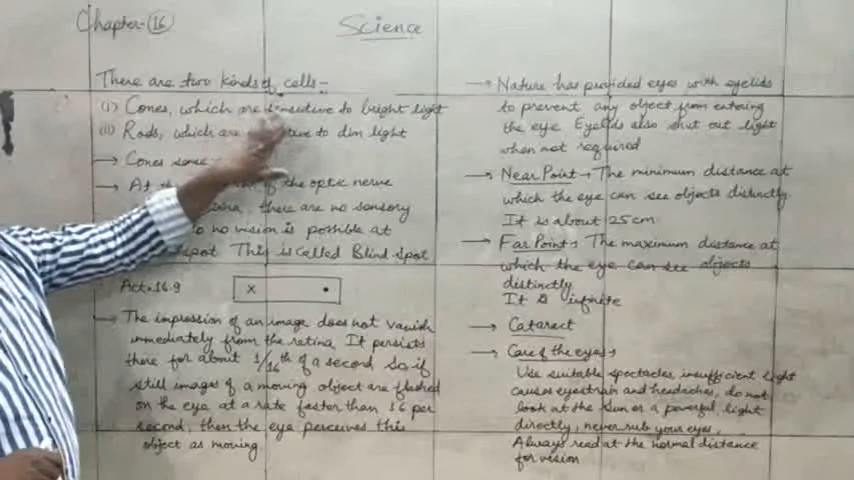 Chapter-16
Science
There are two kinds of cells:-
(i) Cones, which are sensitive to bright light
(ii) Rods, which are to dim light
→ Cones sense
→ At the of the optic nerve
there are no sensory
no vision is possible at
spot This is called Blind-spot
Act:-16.9
x •
→ The impression of an image does not vanish
immediately from the retina. It persists
there for about 1/16th of a second So, if
still images of a moving object are flashed
on the eye at a rate faster than 16 per
second, then the eye perceives this
object as moving.
→ Nature has provided eyes with eyelids
to prevent any object from entering
the eye Eyelids also shut out light
when not required
→ Near Point → The minimum distance at
which the eye can see objects distinctly
It is about 25cm
→ Far Point → The maximum distance at
which the eye can see objects
distinctly
It is infinite
→ Cataract
→ Care of the eyes →
Use suitable spectacles, insufficient light
causes eyestrain and headaches, do not
look at the sun or a powerful light
directly, never rub your eyes,
Always read at the normal distance
for vision